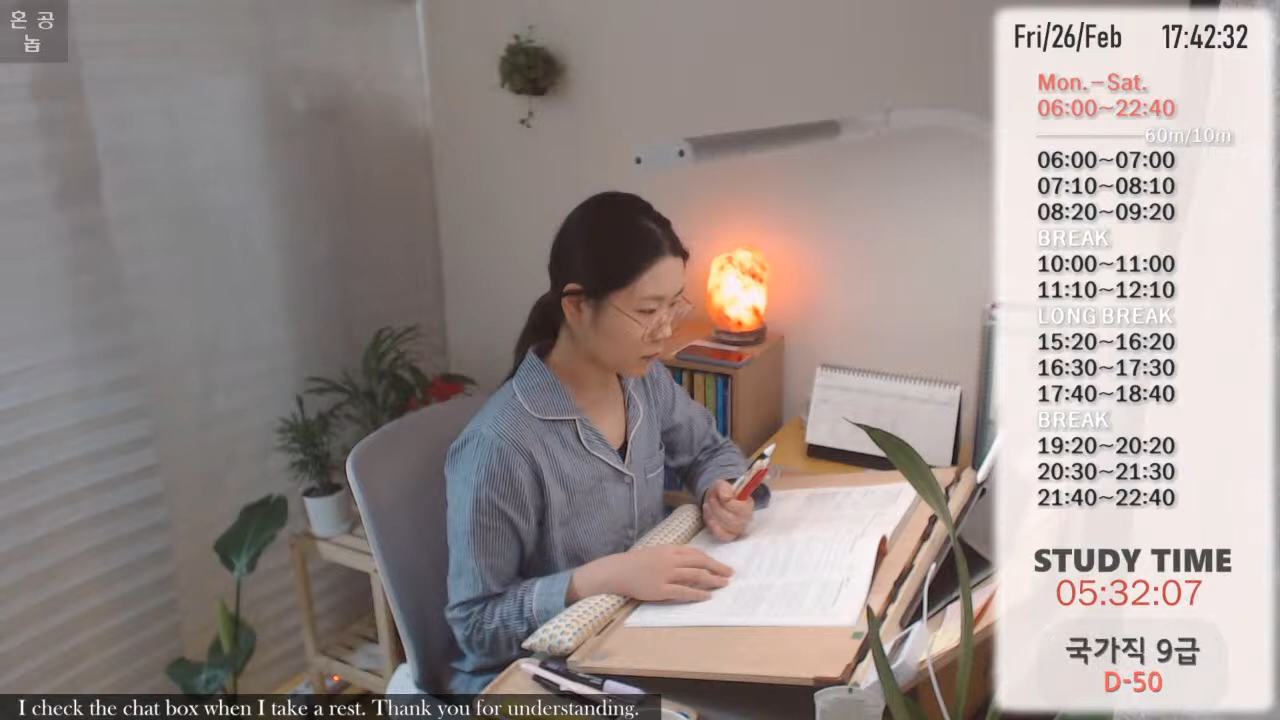 혼 공
놉
Fri/26/Feb 17:42:32
Mon.-Sat.
06:00~22:40
60m/10m
06:00~07:00
07:10~08:10
08:20~09:20
BREAK
10:00~11:00
11:10~12:10
LONG BREAK
15:20~16:20
16:30~17:30
17:40~18:40
BREAK
19:20~20:20
20:30~21:30
21:40~22:40
STUDY TIME
05:32:07
국가직 9급
D-50
I check the chat box when I take a rest. Thank you for understanding.